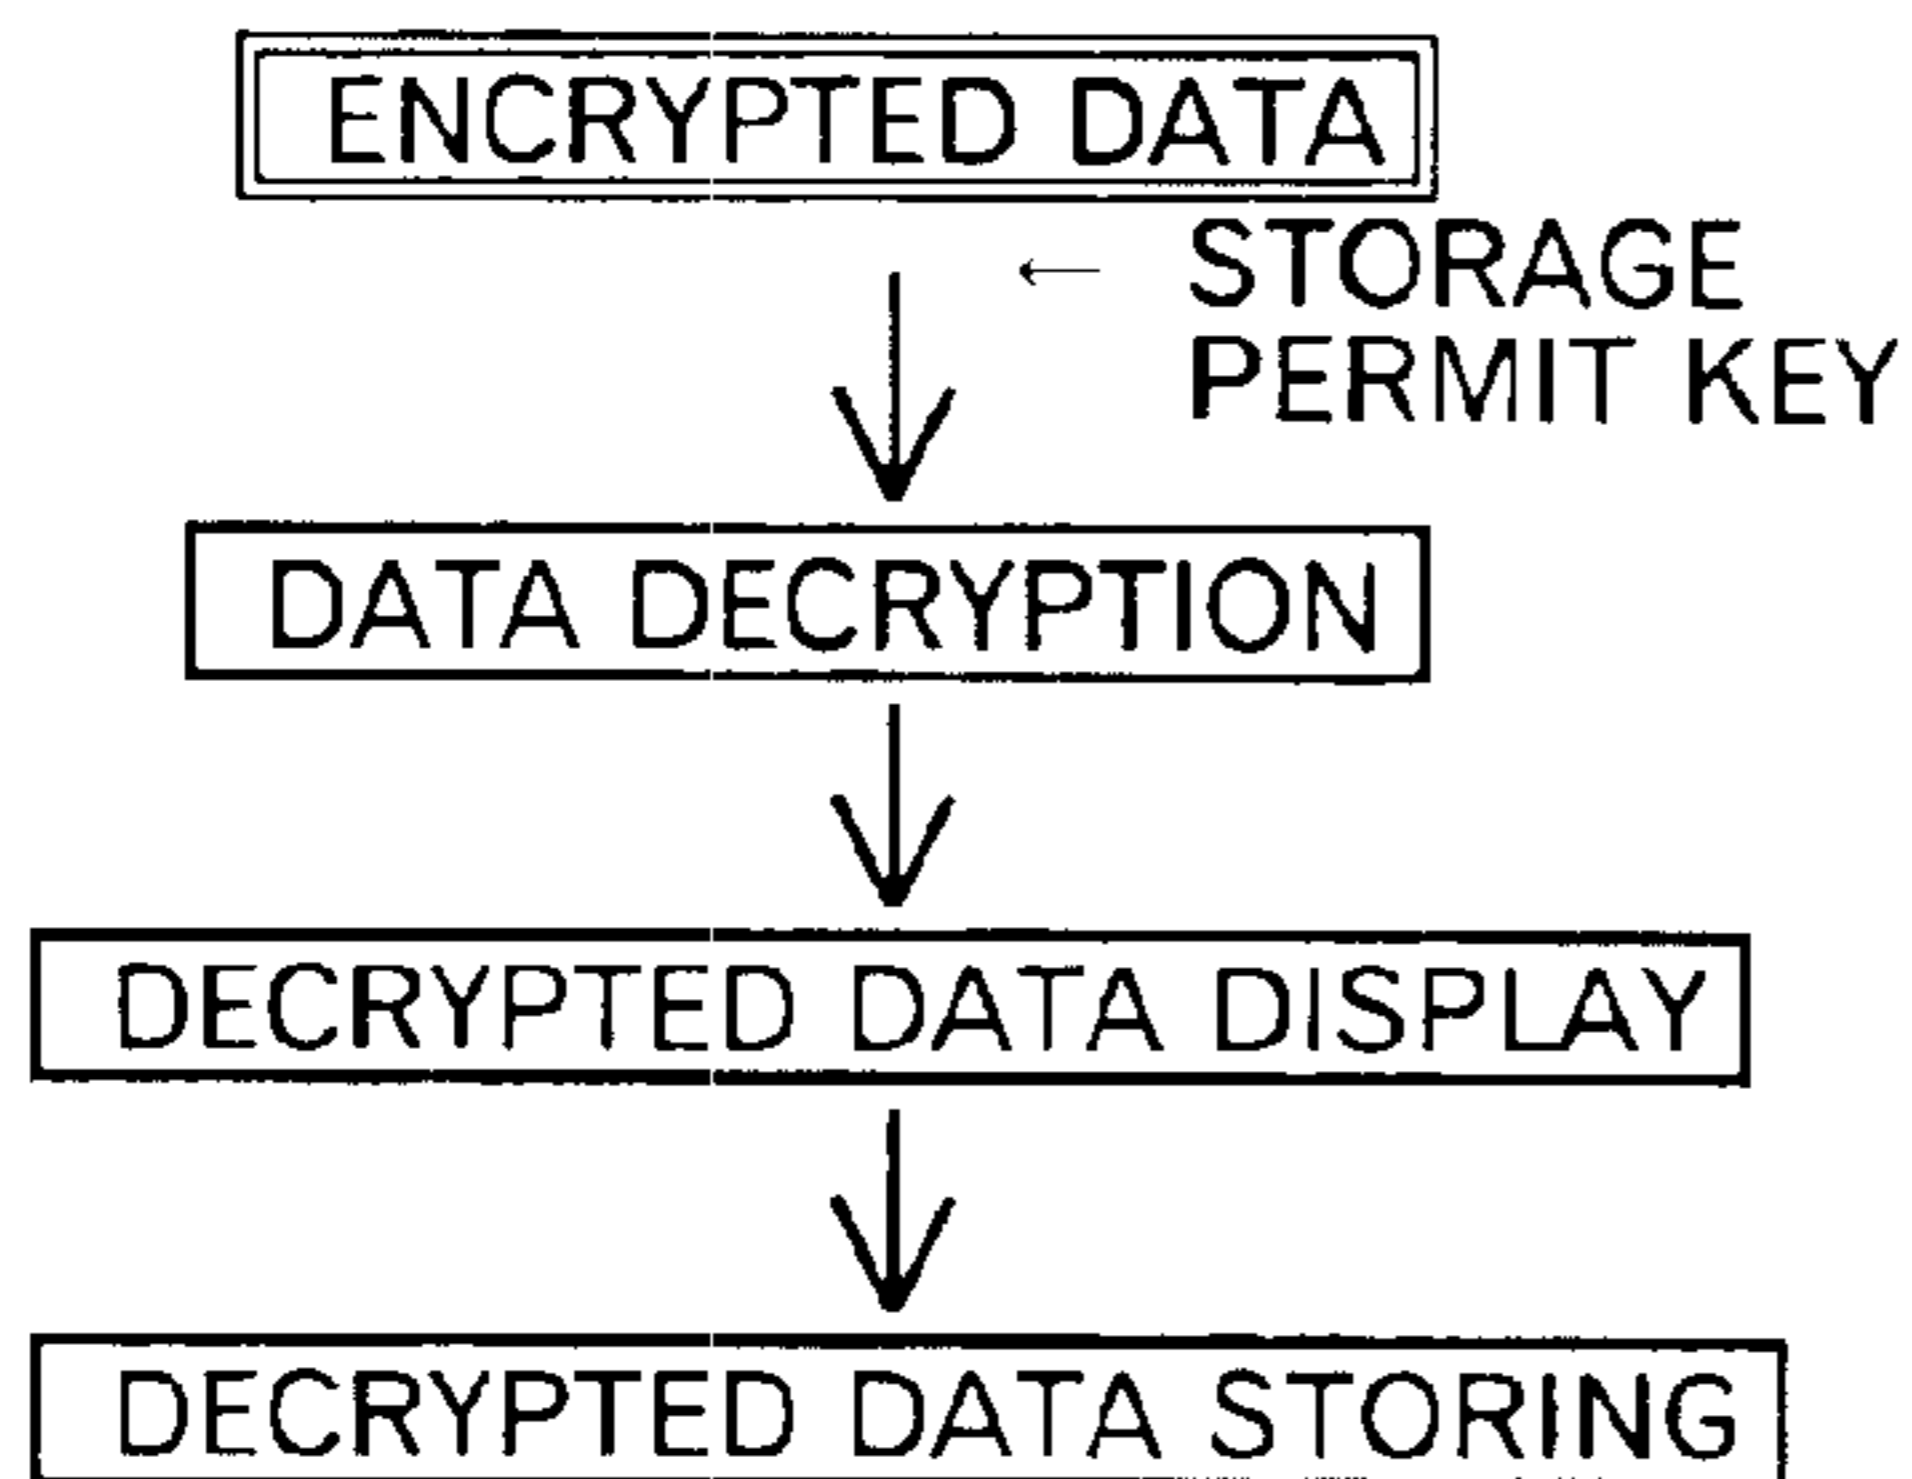 ENCRYPTED DATA
← STORAGE
PERMIT KEY
DATA DECRYPTION
DECRYPTED DATA DISPLAY
DECRYPTED DATA STORING